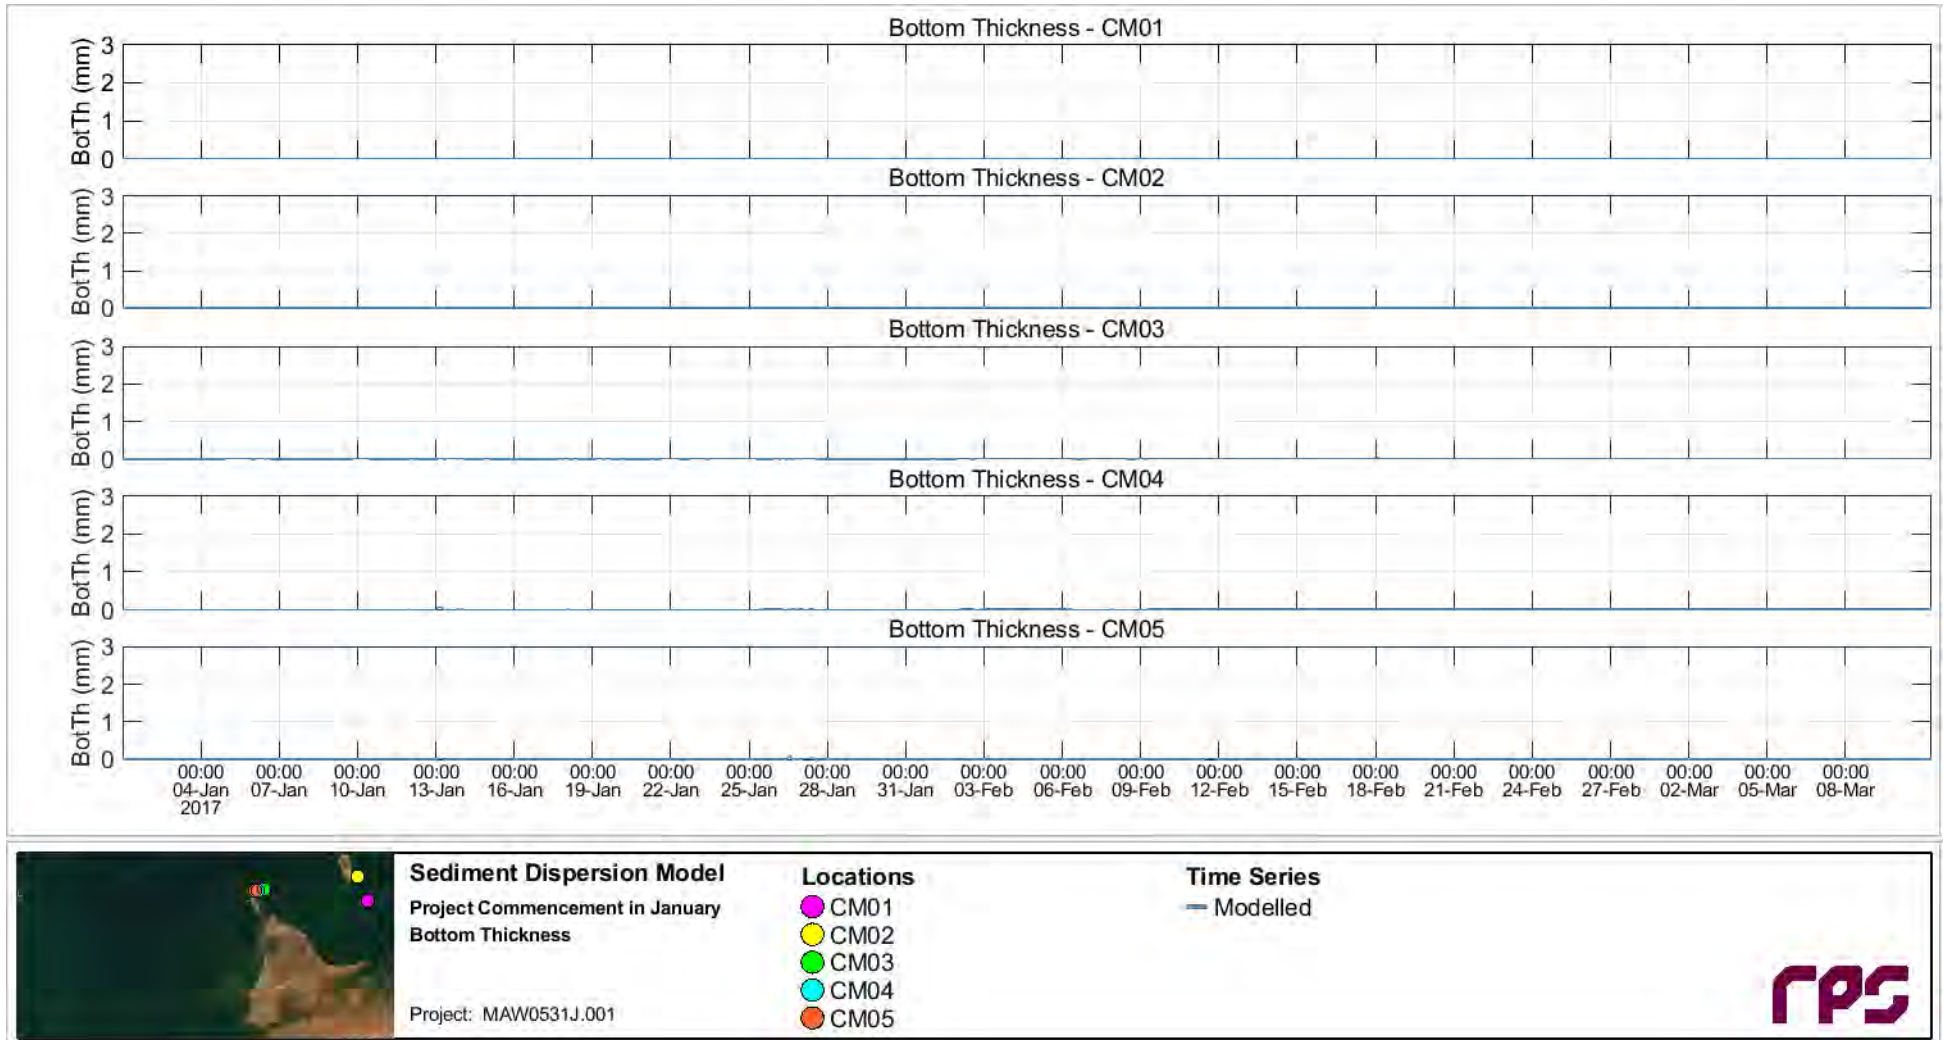 Bottom Thickness - CM01
BotTh (mm)
3
2
1
0
Bottom Thickness - CM02
BotTh (mm)
3
2
1
0
Bottom Thickness - CM03
BotTh (mm)
3
2
1
0
Bottom Thickness - CM04
BotTh (mm)
3
2
1
0
Bottom Thickness - CM05
BotTh (mm)
3
2
1
0
00:00 00:00 00:00 00:00 00:00 00:00 00:00 00:00 00:00 00:00 00:00 00:00 00:00 00:00 00:00 00:00 00:00 00:00 00:00 00:00 00:00 00:00
04-Jan 07-Jan 10-Jan 13-Jan 16-Jan 19-Jan 22-Jan 25-Jan 28-Jan 31-Jan 03-Feb 06-Feb 09-Feb 12-Feb 15-Feb 18-Feb 21-Feb 24-Feb 27-Feb 02-Mar 05-Mar 08-Mar
2017
Sediment Dispersion Model
Project Commencement in January
Bottom Thickness
Project: MAW0531J.001
Locations
CM01
CM02
CM03
CM04
CM05
Time Series
Modelled
rps